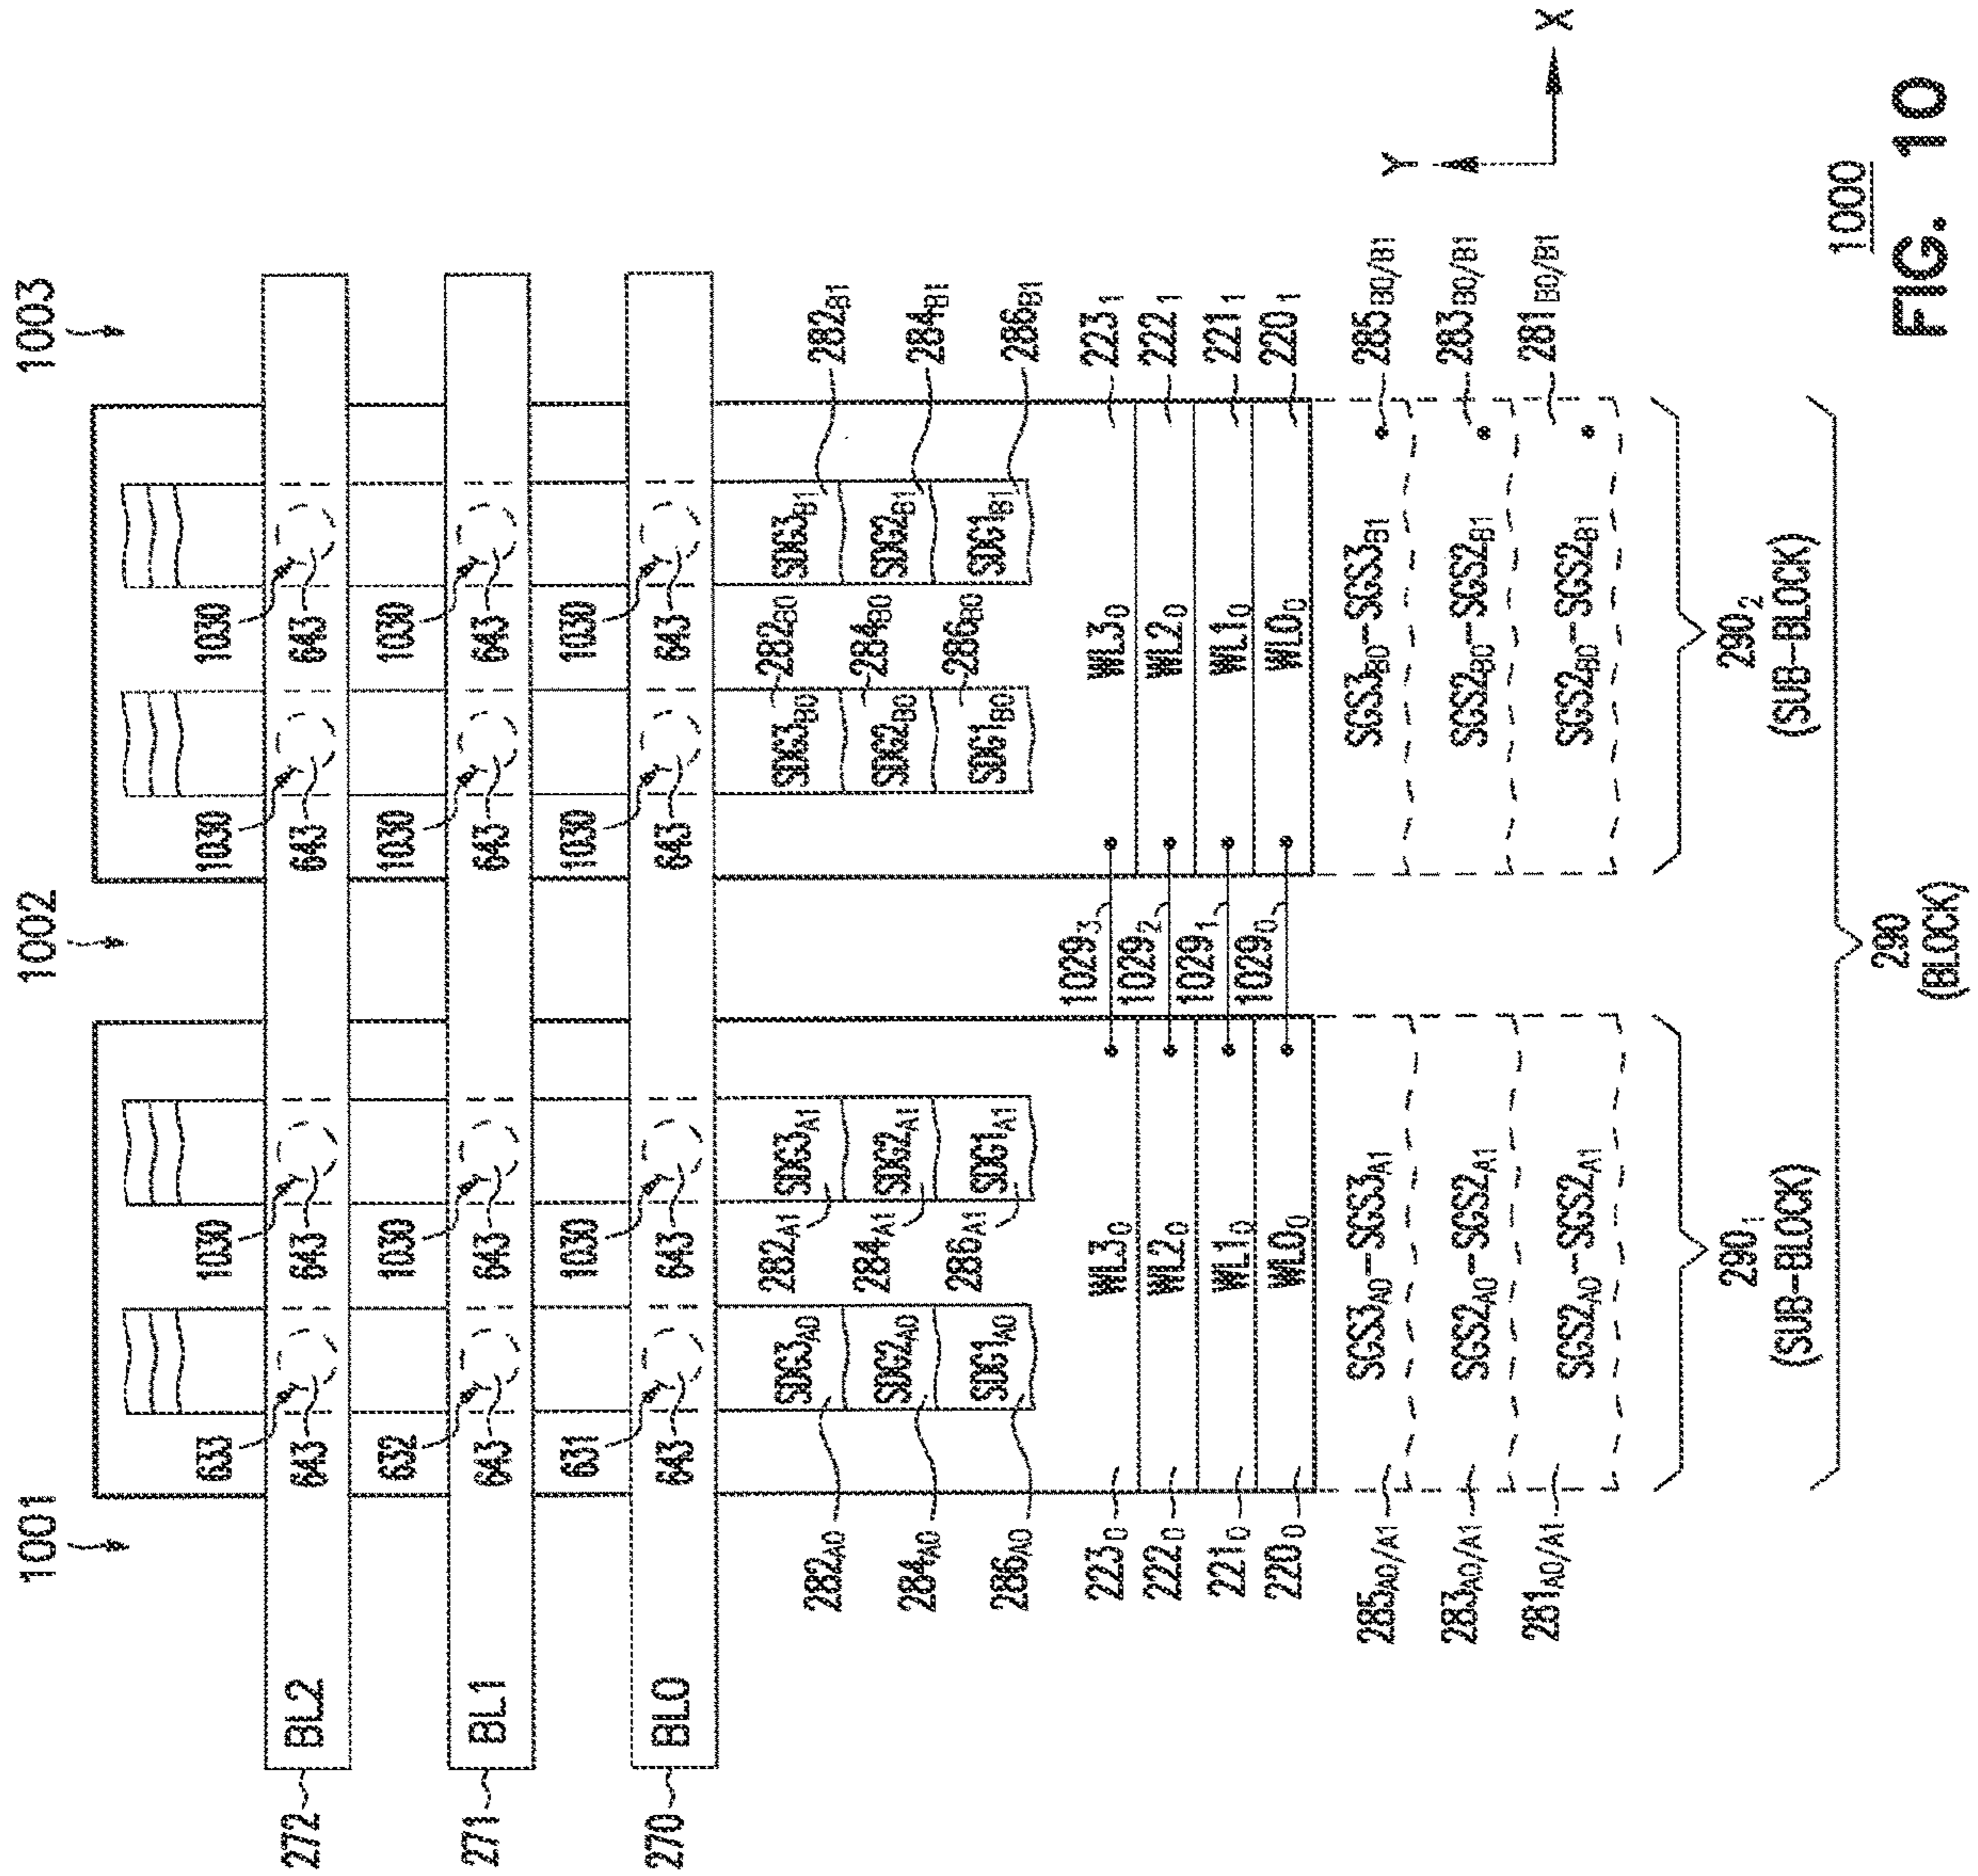 1001 1002 1003
633 1030 1030 1030
272 BL2 643 643 643 643
632 1030 1030 1030
271 BL1 643 643 643 643
631 1030 1030 1030
270 BL0 643 643 643 643
282A0 SDG3A0 282A1 SDG3A1 SDG3B0 282B0 SDG3B1 282B1
284A0 SDG2A0 284A1 SDG2A1 SDG2B0 284B0 SDG2B1 284B1
286A0 SDG1A0 286A1 SDG1A1 SDG1B0 286B0 SDG1B1 286B1
223₀ WL3₀ 1029₃ WL3₀ 223₁
222₀ WL2₀ 1029₂ WL2₀ 222₁
221₀ WL1₀ 1029₁ WL1₀ 221₁
220₀ WL0₀ 1029₀ WL0₀ 220₁
285A0/A1 SGS3A0-SGS3A1 SGS3B0-SGS3B1 285B0/B1
283A0/A1 SGS2A0-SGS2A1 SGS2B0-SGS2B1 283B0/B1
281A0/A1 SGS2A0-SGS2A1 SGS2B0-SGS2B1 281B0/B1
Y
X
290₁ 290₂
(SUB-BLOCK) (SUB-BLOCK)
290
(BLOCK)
1000
FIG. 10